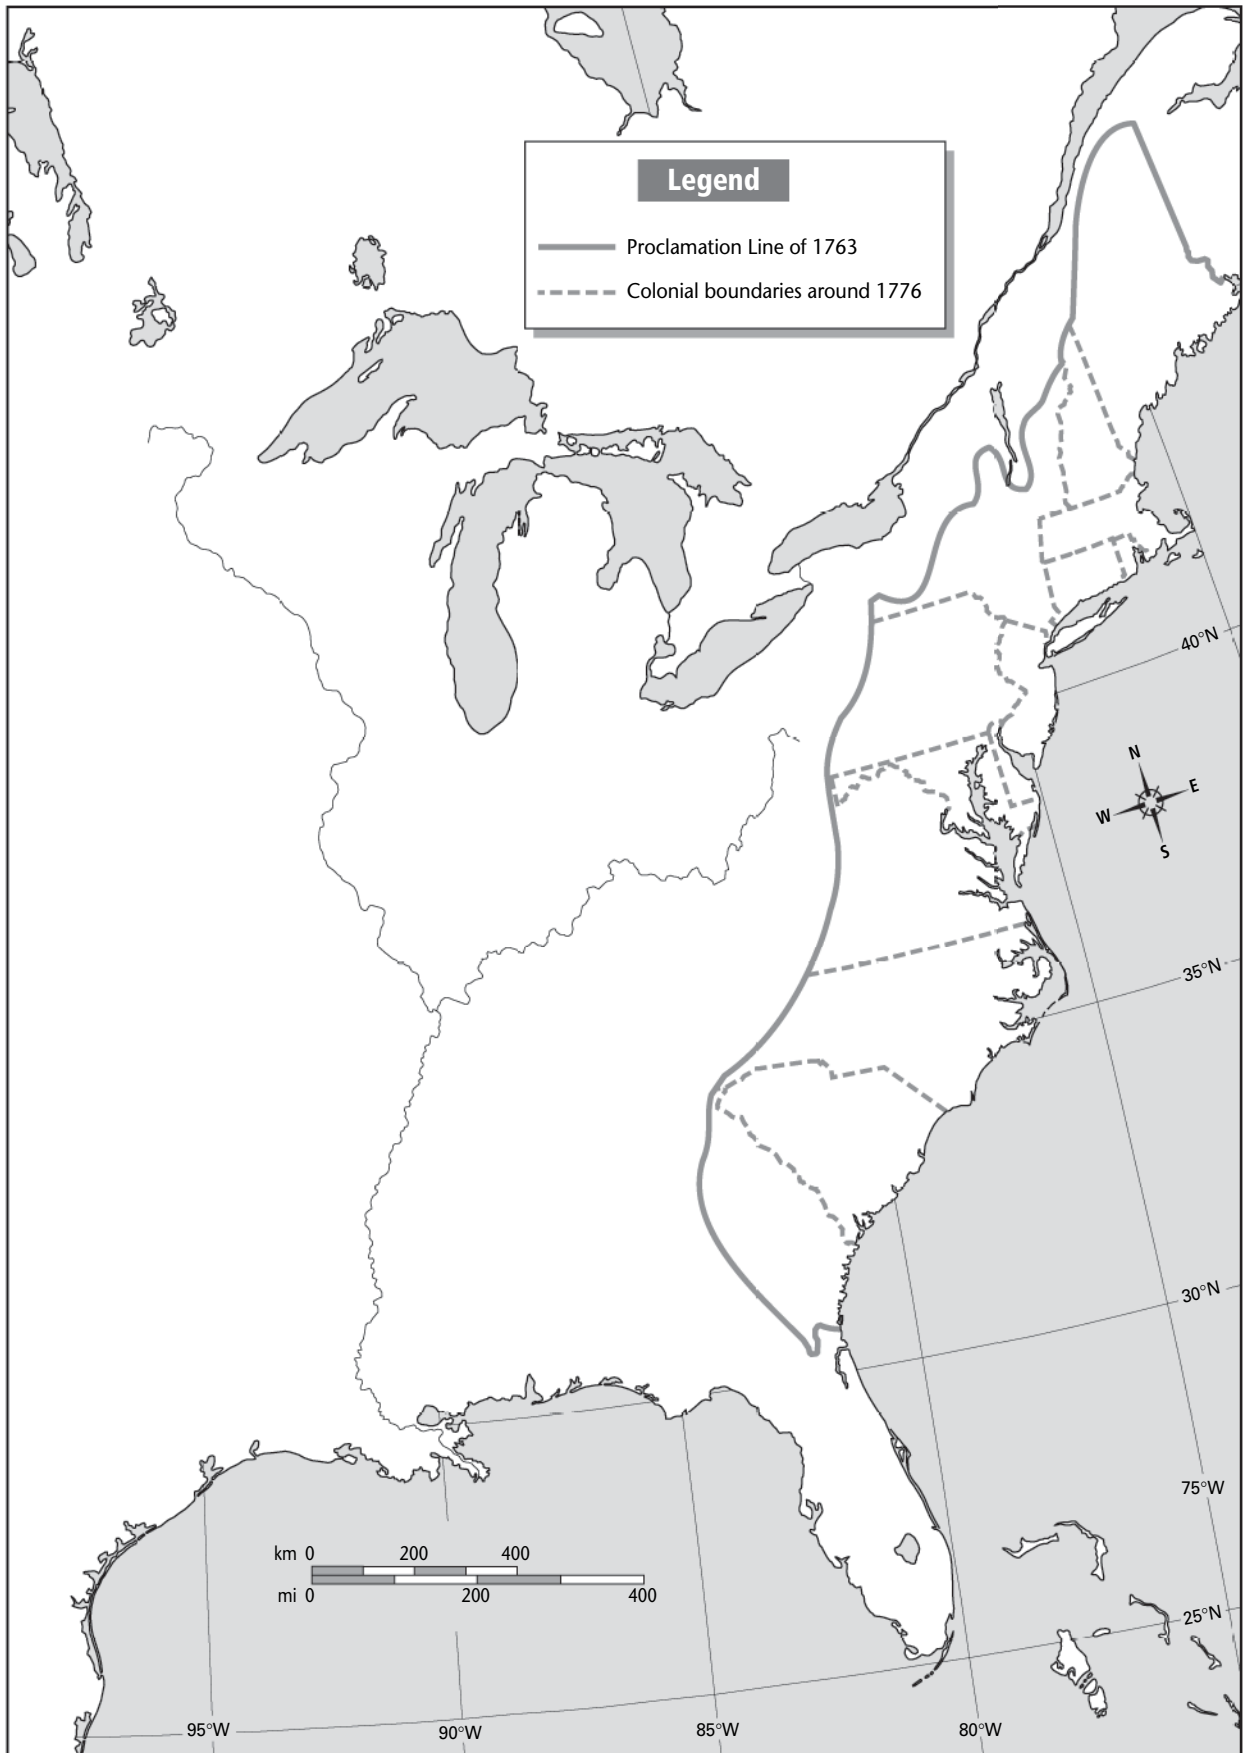 Legend
Proclamation Line of 1763
Colonial boundaries around 1776
40°N
N
W E
S
35°N
30°N
75°W
km 0 200 400
mi 0 200 400
25°N
95°W 90°W 85°W 80°W